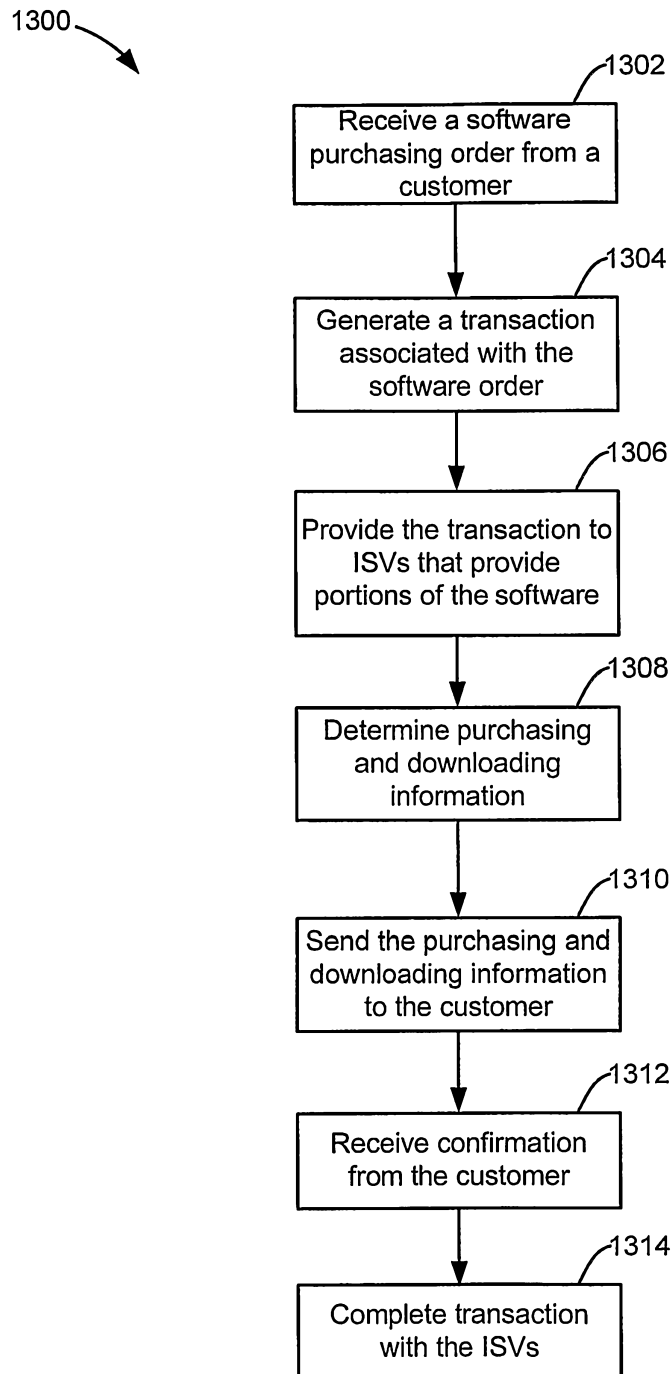 1300
1302
Receive a software
purchasing order from a
customer
1304
Generate a transaction
associated with the
software order
1306
Provide the transaction to
ISVs that provide
portions of the software
1308
Determine purchasing
and downloading
information
1310
Send the purchasing and
downloading information
to the customer
1312
Receive confirmation
from the customer
1314
Complete transaction
with the ISVs